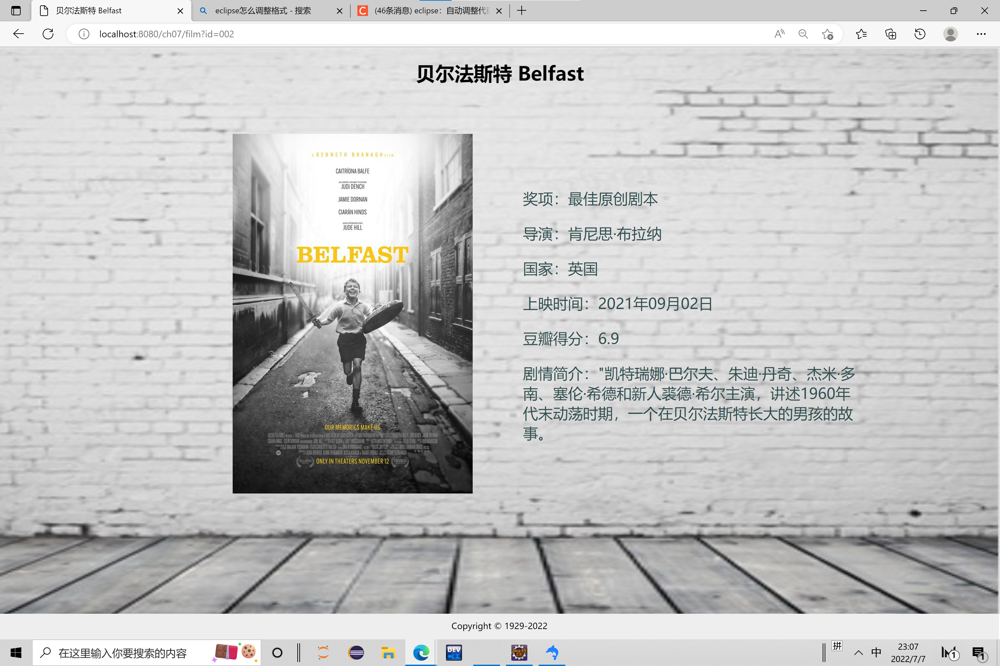 贝尔法斯特 Belfast
eclipse怎么调整格式 - 搜索
(46条消息) eclipse：自动调整代
localhost:8080/ch07/film?id=002
贝尔法斯特 Belfast
A KENNETH BRANAGH FILM
CAITRÍONA BALFE
ACADEMY AWARD WINNER
JUDI DENCH
JAMIE DORNAN
CIARÁN HINDS
AND INTRODUCING
JUDE HILL
BELFAST
OUR MEMORIES MAKE US
TELLURIDE
ONLY IN THEATERS NOVEMBER 12
TORONTO
奖项：最佳原创剧本
导演：肯尼思·布拉纳
国家：英国
上映时间：2021年09月02日
豆瓣得分：6.9
剧情简介："凯特瑞娜·巴尔夫、朱迪·丹奇、杰米·多
南、塞伦·希德和新人裘德·希尔主演，讲述1960年
代末动荡时期，一个在贝尔法斯特长大的男孩的故
事。
Copyright © 1929-2022
在这里输入你要搜索的内容
DEV
C++
Java EE
IDE
拼
中
23:07
2022/7/7
1
1